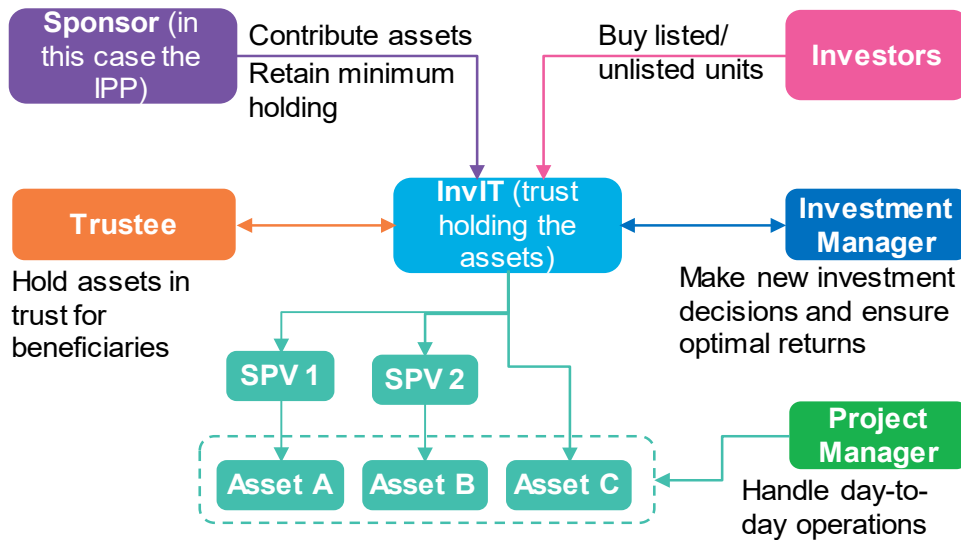 Sponsor (in
this case the
IPP)
Contribute assets
Retain minimum
holding
Buy listed/
unlisted units
Investors
Trustee
Hold assets in
trust for
beneficiaries
InvIT (trust
holding the
assets)
Investment
Manager
Make new investment
decisions and ensure
optimal returns
SPV 1
SPV 2
Project
Manager
Handle day-to-
day operations
Asset A
Asset B
Asset C